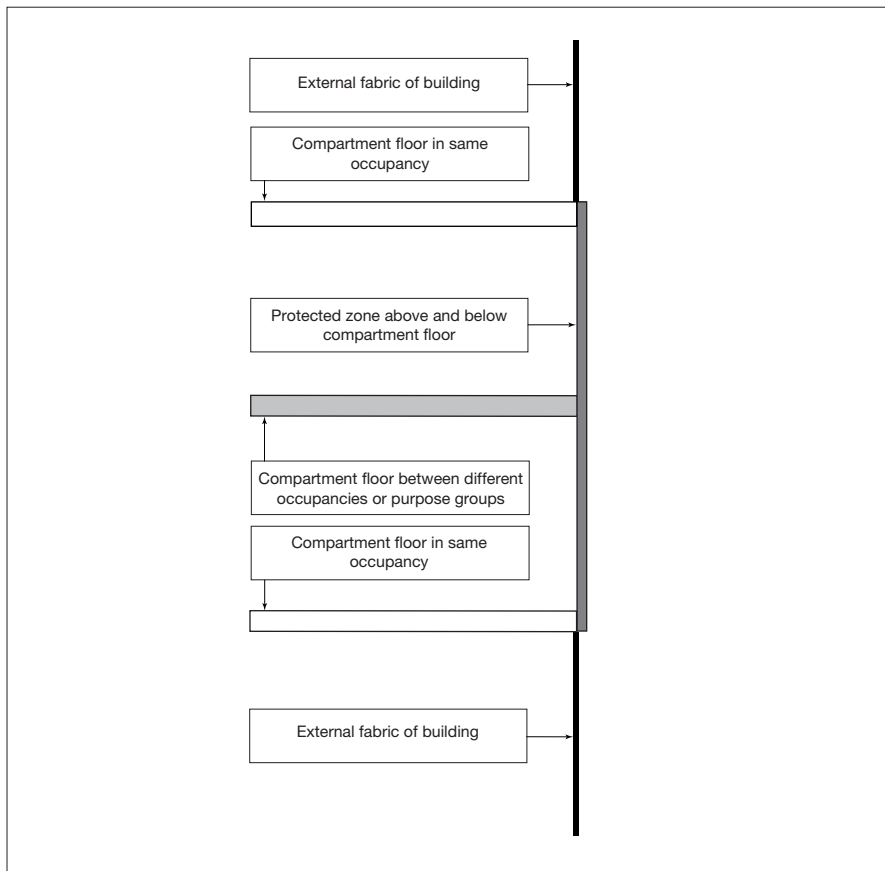 External fabric of building
Compartment floor in same
occupancy
Protected zone above and below
compartment floor
Compartment floor between different
occupancies or purpose groups
Compartment floor in same
occupancy
External fabric of building